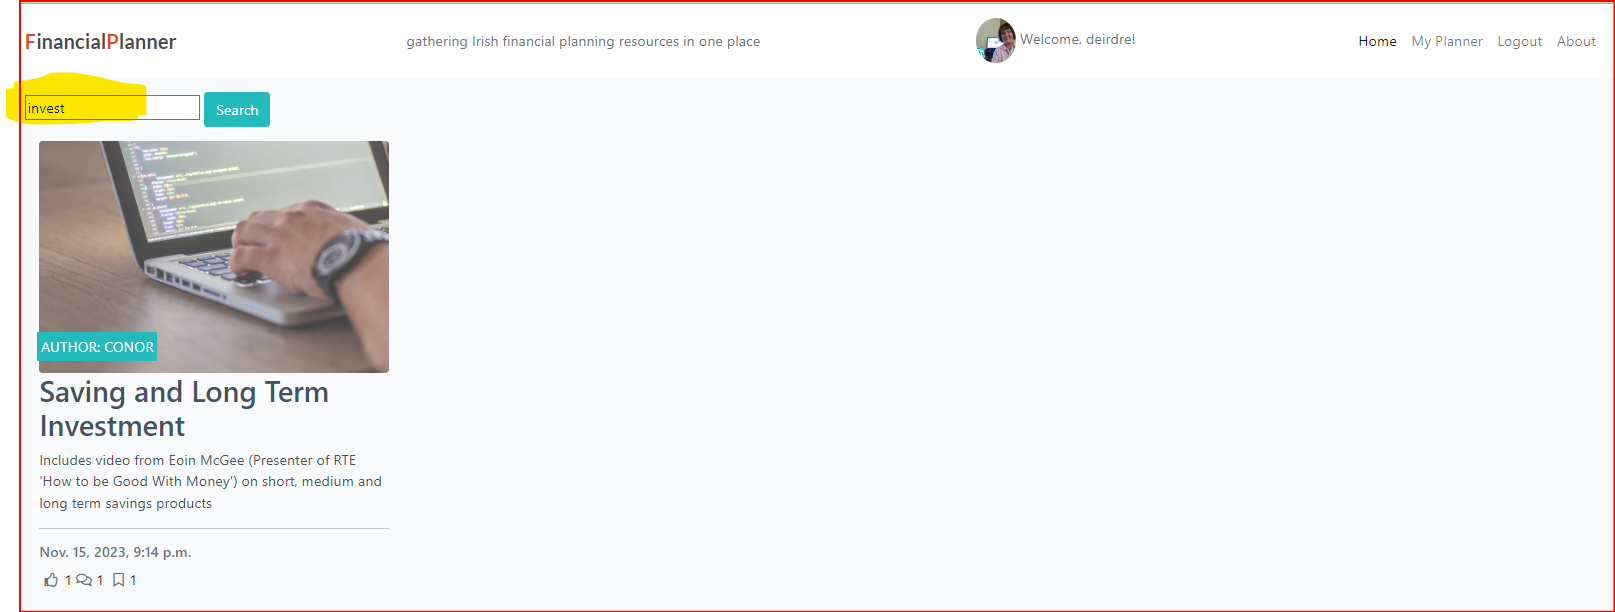 FinancialPlanner
gathering Irish financial planning resources in one place
Welcome, deirdre!
Home My Planner Logout About
invest
Search
AUTHOR: CONOR
Saving and Long Term
Investment
Includes video from Eoin McGee (Presenter of RTE
'How to be Good With Money') on short, medium and
long term savings products
Nov. 15, 2023, 9:14 p.m.
1 1 1